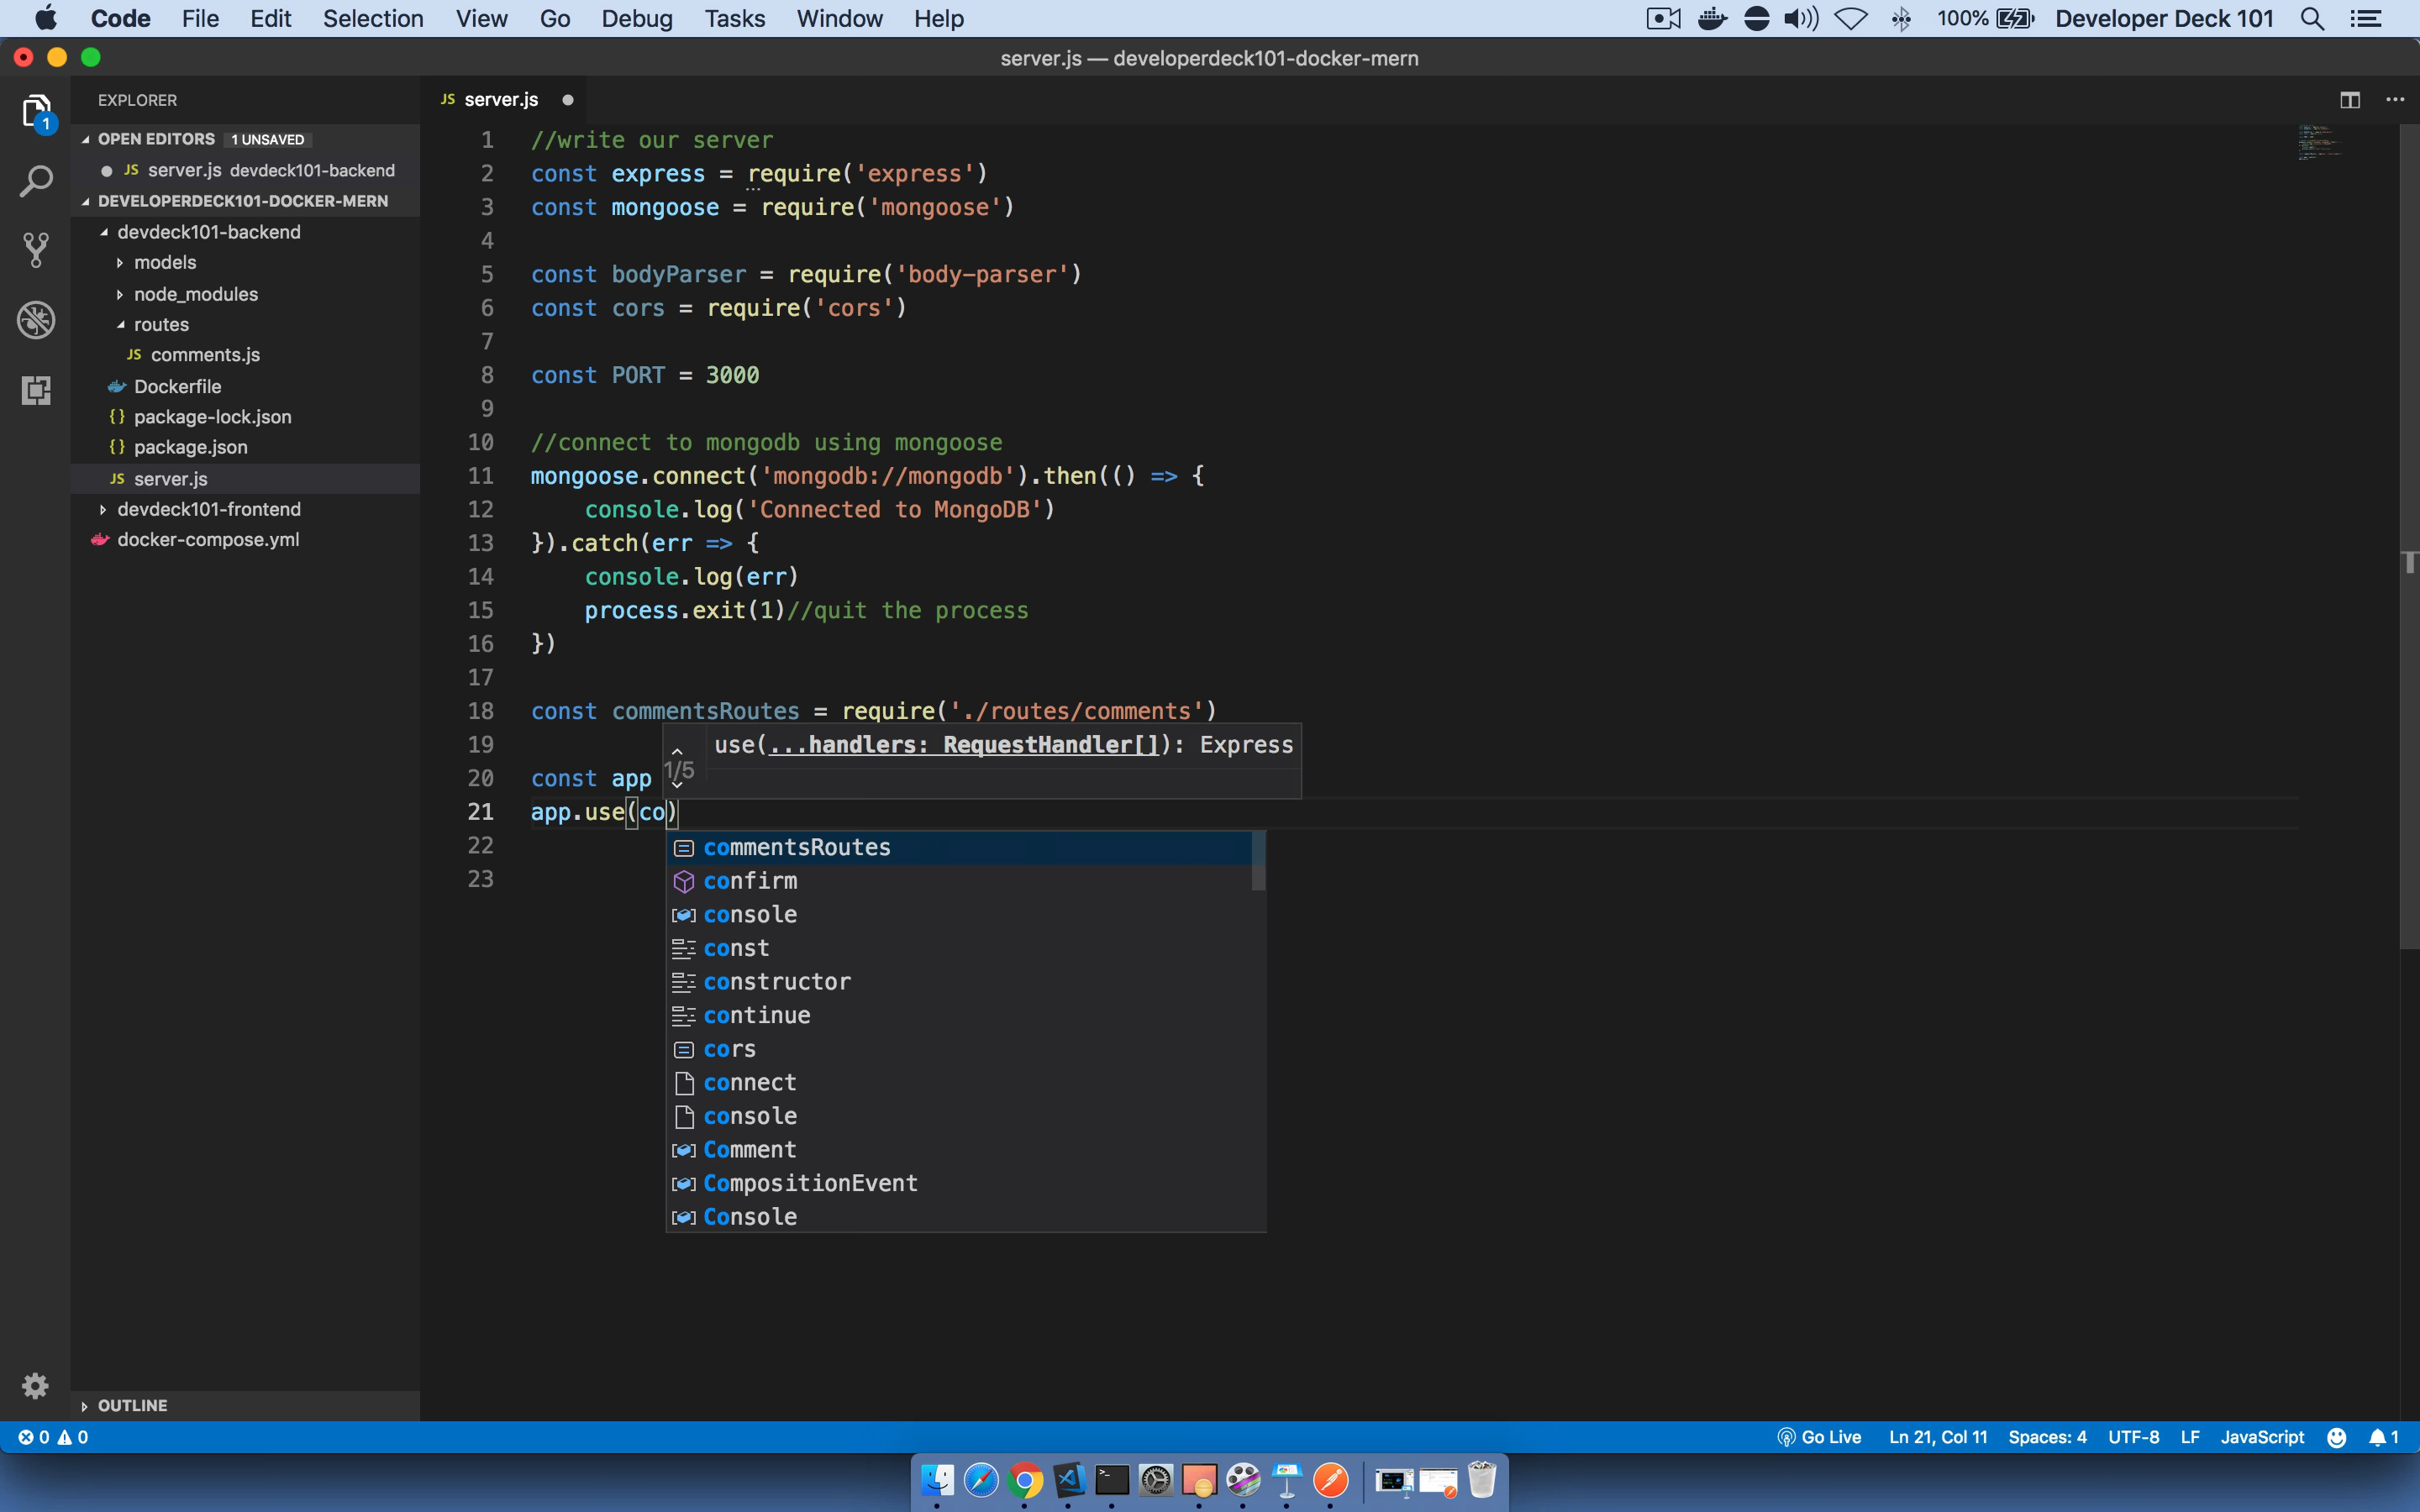 Code File Edit Selection View Go Debug Tasks Window Help 100% Developer Deck 101
server.js — developerdeck101-docker-mern
EXPLORER
JS server.js
1
OPEN EDITORS 1 UNSAVED
JS server.js devdeck101-backend
DEVELOPERDECK101-DOCKER-MERN
devdeck101-backend
models
node_modules
routes
JS comments.js
Dockerfile
{} package-lock.json
{} package.json
JS server.js
devdeck101-frontend
docker-compose.yml
OUTLINE
1 //write our server
2 const express = require('express')
3 const mongoose = require('mongoose')
4
5 const bodyParser = require('body-parser')
6 const cors = require('cors')
7
8 const PORT = 3000
9
10 //connect to mongodb using mongoose
11 mongoose.connect('mongodb://mongodb').then(() => {
12 console.log('Connected to MongoDB')
13 }).catch(err => {
14 console.log(err)
15 process.exit(1)//quit the process
16 })
17
18 const commentsRoutes = require('./routes/comments')
19
use(...handlers: RequestHandler[]): Express
1/5
20 const app
21 app.use(co)
22
23
commentsRoutes
confirm
console
const
constructor
continue
cors
connect
console
Comment
CompositionEvent
Console
0 0 Go Live Ln 21, Col 11 Spaces: 4 UTF-8 LF JavaScript 1